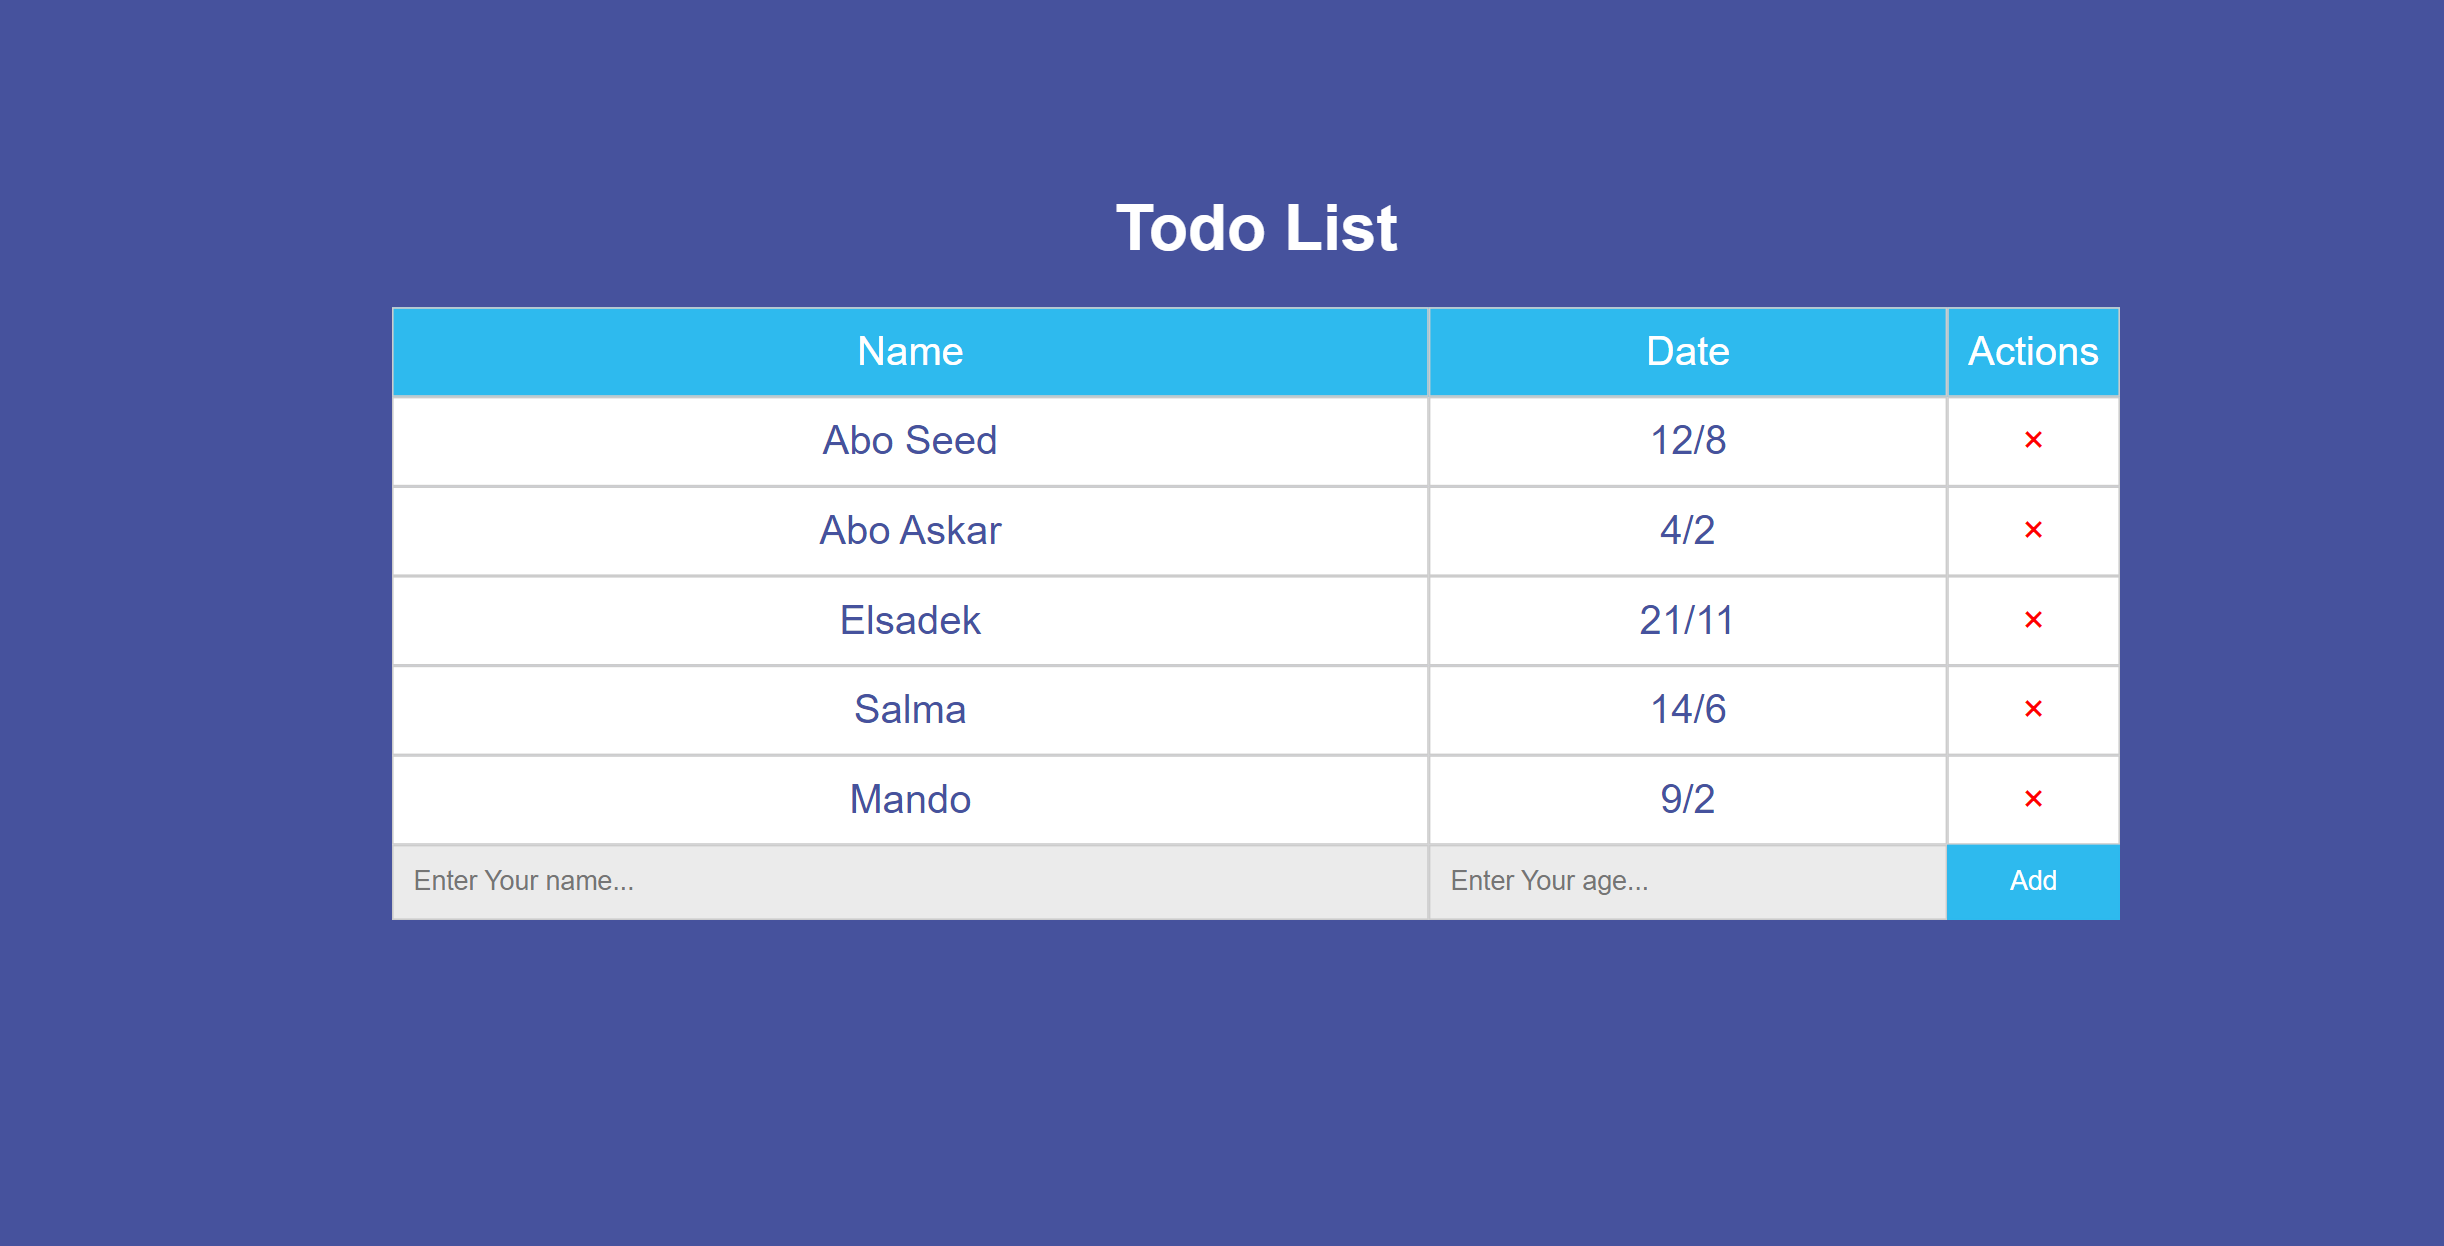 Todo List
Name Date Actions
Abo Seed 12/8 ×
Abo Askar 4/2 ×
Elsadek 21/11 ×
Salma 14/6 ×
Mando 9/2 ×
Enter Your name... Enter Your age... Add